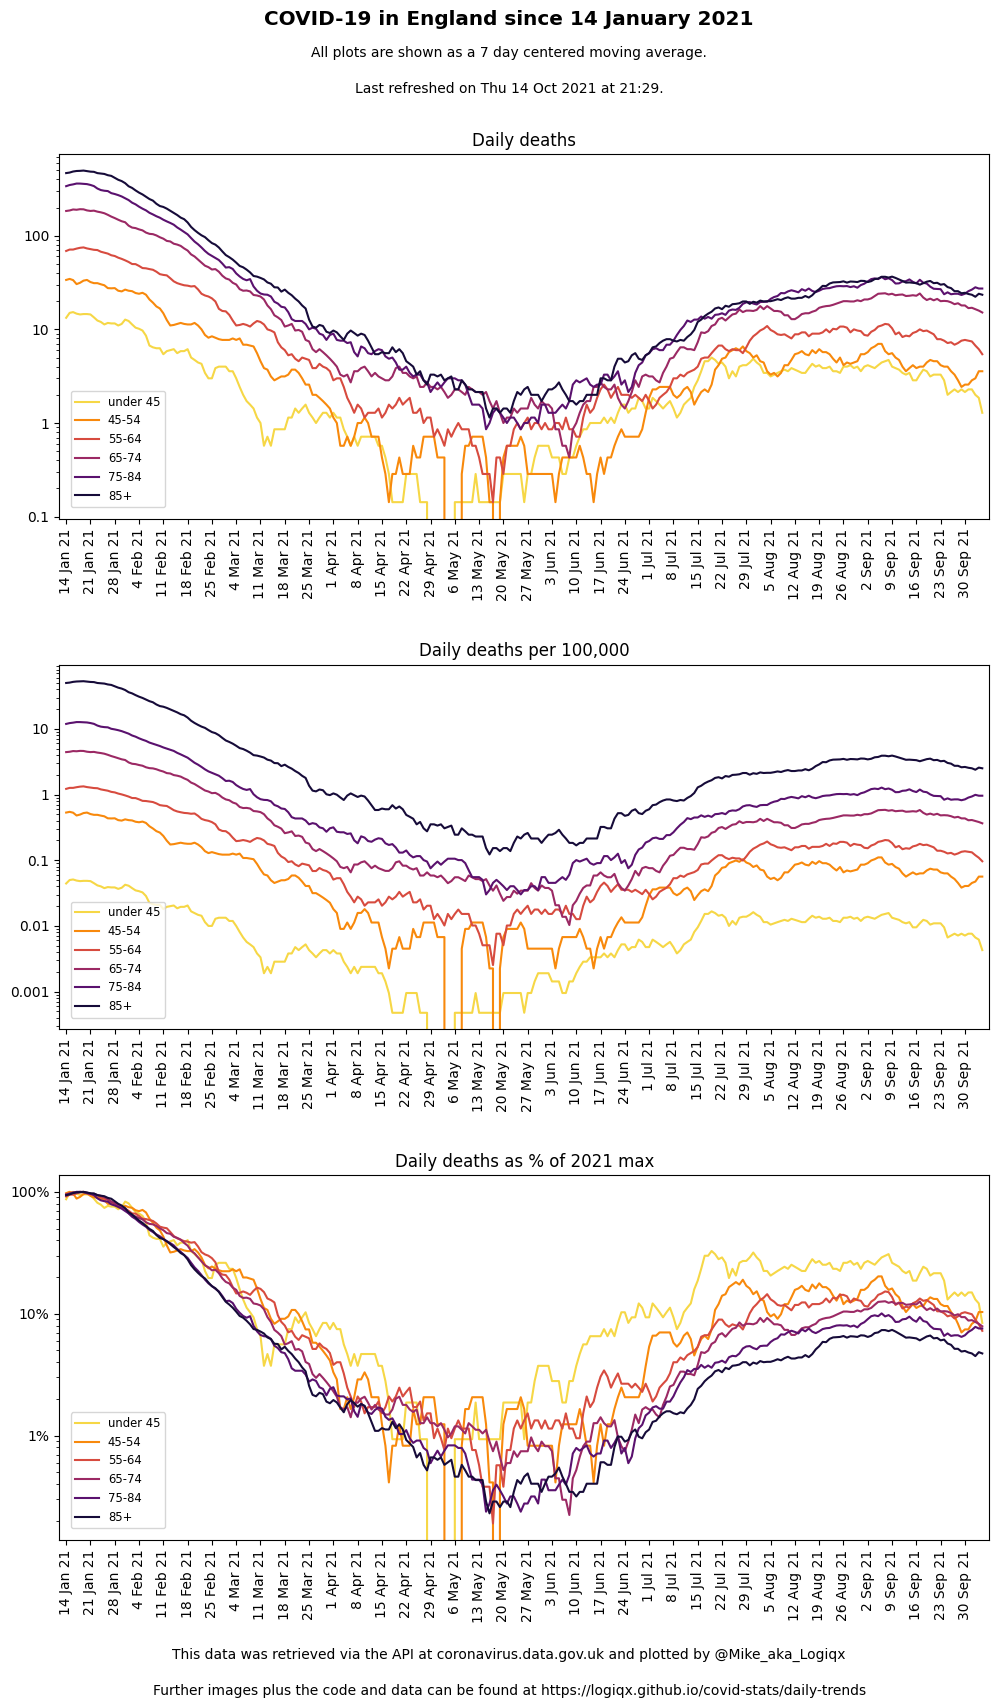 COVID-19 in England since 14 January 2021
All plots are shown as a 7 day centered moving average.
Last refreshed on Thu 14 Oct 2021 at 21:29.
Daily deaths
100
10
1
0.1
under 45
45-54
55-64
65-74
75-84
85+
14 Jan 21
21 Jan 21
28 Jan 21
4 Feb 21
11 Feb 21
18 Feb 21
25 Feb 21
4 Mar 21
11 Mar 21
18 Mar 21
25 Mar 21
1 Apr 21
8 Apr 21
15 Apr 21
22 Apr 21
29 Apr 21
6 May 21
13 May 21
20 May 21
27 May 21
3 Jun 21
10 Jun 21
17 Jun 21
24 Jun 21
1 Jul 21
8 Jul 21
15 Jul 21
22 Jul 21
29 Jul 21
5 Aug 21
12 Aug 21
19 Aug 21
26 Aug 21
2 Sep 21
9 Sep 21
16 Sep 21
23 Sep 21
30 Sep 21
Daily deaths per 100,000
10
1
0.1
0.01
0.001
under 45
45-54
55-64
65-74
75-84
85+
14 Jan 21
21 Jan 21
28 Jan 21
4 Feb 21
11 Feb 21
18 Feb 21
25 Feb 21
4 Mar 21
11 Mar 21
18 Mar 21
25 Mar 21
1 Apr 21
8 Apr 21
15 Apr 21
22 Apr 21
29 Apr 21
6 May 21
13 May 21
20 May 21
27 May 21
3 Jun 21
10 Jun 21
17 Jun 21
24 Jun 21
1 Jul 21
8 Jul 21
15 Jul 21
22 Jul 21
29 Jul 21
5 Aug 21
12 Aug 21
19 Aug 21
26 Aug 21
2 Sep 21
9 Sep 21
16 Sep 21
23 Sep 21
30 Sep 21
Daily deaths as % of 2021 max
100%
10%
1%
under 45
45-54
55-64
65-74
75-84
85+
14 Jan 21
21 Jan 21
28 Jan 21
4 Feb 21
11 Feb 21
18 Feb 21
25 Feb 21
4 Mar 21
11 Mar 21
18 Mar 21
25 Mar 21
1 Apr 21
8 Apr 21
15 Apr 21
22 Apr 21
29 Apr 21
6 May 21
13 May 21
20 May 21
27 May 21
3 Jun 21
10 Jun 21
17 Jun 21
24 Jun 21
1 Jul 21
8 Jul 21
15 Jul 21
22 Jul 21
29 Jul 21
5 Aug 21
12 Aug 21
19 Aug 21
26 Aug 21
2 Sep 21
9 Sep 21
16 Sep 21
23 Sep 21
30 Sep 21
This data was retrieved via the API at coronavirus.data.gov.uk and plotted by @Mike_aka_Logiqx
Further images plus the code and data can be found at https://logiqx.github.io/covid-stats/daily-trends